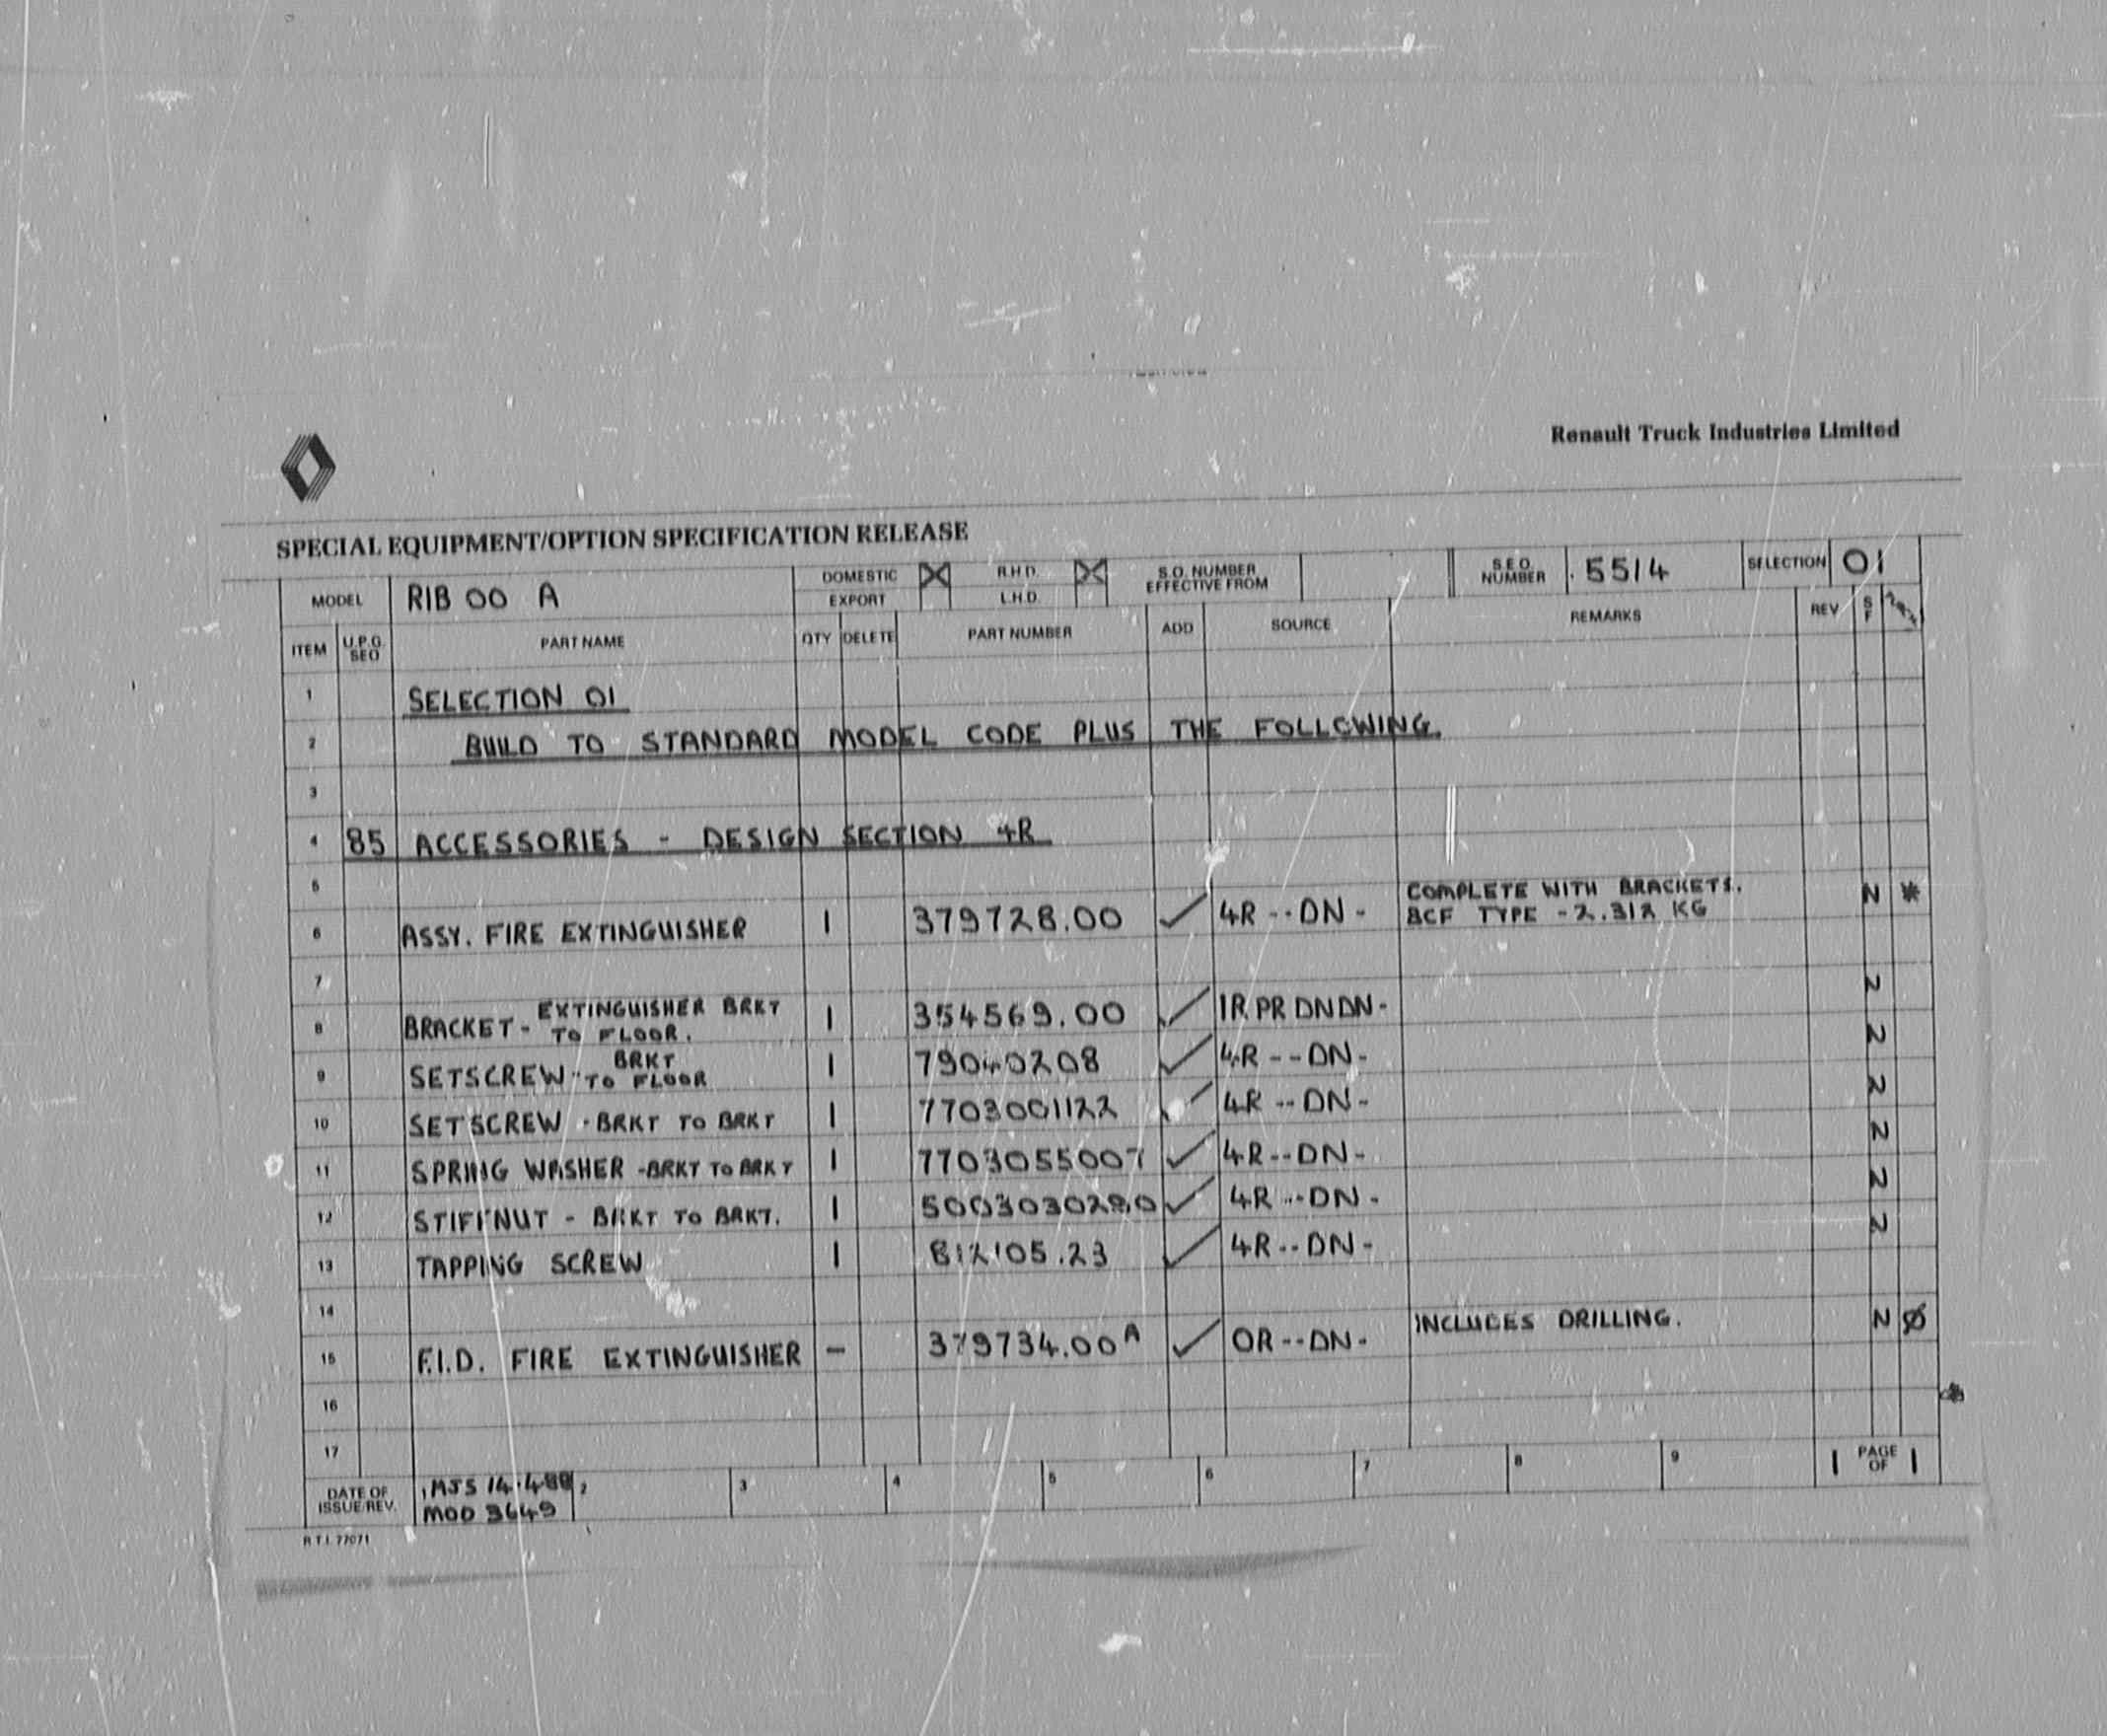 Renault Truck Industries Limited
SPECIAL EQUIPMENT/OPTION SPECIFICATION RELEASE
MODEL RIB 00 A DOMESTIC R.H.D. S.O. NUMBER EFFECTIVE FROM S.E.O. NUMBER 5514 SELECTION 01
EXPORT L.H.D.
ITEM U.P.G. SEQ PART NAME QTY DELETE PART NUMBER ADD SOURCE REMARKS REV S F
1 SELECTION 01
2 BUILD TO STANDARD MODEL CODE PLUS THE FOLLOWING.
3
4 85 ACCESSORIES - DESIGN SECTION 4R
5
6 ASSY. FIRE EXTINGUISHER 1 379728.00 ✓ 4R--DN- COMPLETE WITH BRACKETS. BCF TYPE - 2.312 KG N *
7
8 BRACKET - EXTINGUISHER BRKT TO FLOOR. 1 354569.00 ✓ 1R PR DNDN- N
9 SETSCREW - BRKT TO FLOOR 1 79040208 ✓ 4R--DN- N
10 SETSCREW - BRKT TO BRKT 1 7703001122 ✓ 4R--DN- N
11 SPRING WASHER - BRKT TO BRKT 1 7703055007 ✓ 4R--DN- N
12 STIFFNUT - BRKT TO BRKT. 1 ✓ 4R--DN- N
13 TAPPING SCREW 1 812105.23 ✓ 4R--DN- N
14
15 F.I.D. FIRE EXTINGUISHER - 379734.00 A ✓ OR--DN- INCLUDES DRILLING. N Ø
16
17
DATE OF ISSUE/REV. 1 MJS 14.4 2 3 4 5 6 7 8 9 1 PAGE OF 1
MOD 3649
R.T.I. 77071